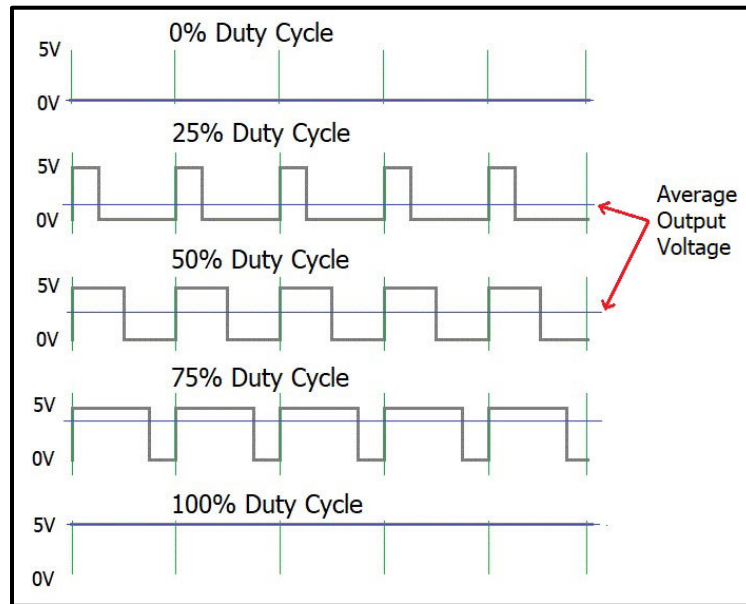 0% Duty Cycle
5V
0V
25% Duty Cycle
5V
0V
Average
Output
Voltage
50% Duty Cycle
5V
0V
75% Duty Cycle
5V
0V
100% Duty Cycle
5V
0V